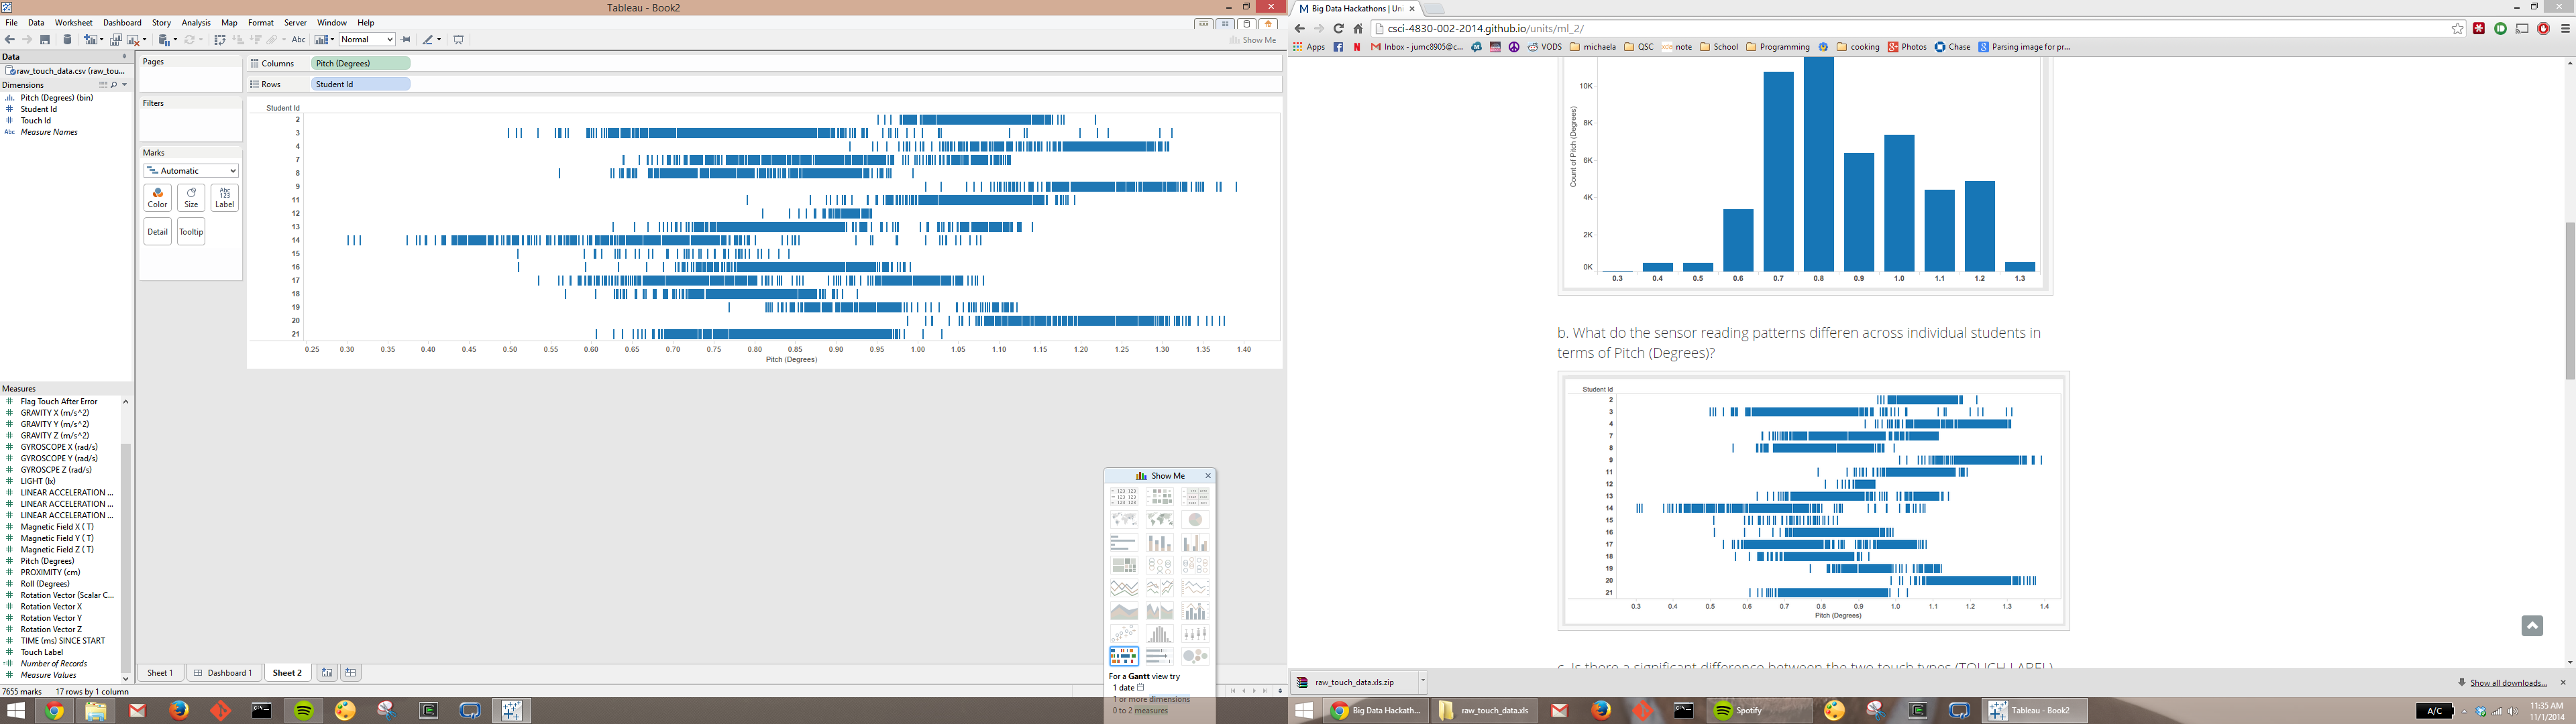 Tableau - Book2
File Data Worksheet Dashboard Story Analysis Map Format Server Window Help
Abc Normal Show Me
Data
raw_touch_data.csv (raw_tou...
Dimensions
Pitch (Degrees) (bin)
Student Id
Touch Id
Abc Measure Names
Measures
Flag Touch After Error
GRAVITY X (m/s^2)
GRAVITY Y (m/s^2)
GRAVITY Z (m/s^2)
GYROSCOPE X (rad/s)
GYROSCOPE Y (rad/s)
GYROSCPE Z (rad/s)
LIGHT (lx)
LINEAR ACCELERATION ...
LINEAR ACCELERATION ...
LINEAR ACCELERATION ...
Magnetic Field X ( T)
Magnetic Field Y ( T)
Magnetic Field Z ( T)
Pitch (Degrees)
PROXIMITY (cm)
Roll (Degrees)
Rotation Vector (Scalar C...
Rotation Vector X
Rotation Vector Y
Rotation Vector Z
TIME (ms) SINCE START
Touch Label
Number of Records
Measure Values
Pages
Filters
Marks
Automatic
Color Size Label
Detail Tooltip
Columns Pitch (Degrees)
Rows Student Id
Student Id
2
3
4
7
8
9
11
12
13
14
15
16
17
18
19
20
21
0.25 0.30 0.35 0.40 0.45 0.50 0.55 0.60 0.65 0.70 0.75 0.80 0.85 0.90 0.95 1.00 1.05 1.10 1.15 1.20 1.25 1.30 1.35 1.40
Pitch (Degrees)
Show Me
For a Gantt view try
1 date
1 or more dimensions
0 to 2 measures
Sheet 1 Dashboard 1 Sheet 2
7655 marks 17 rows by 1 column
Big Data Hackathons | Uni
csci-4830-002-2014.github.io/units/ml_2/
Apps Inbox - jumc8905@c... VODS michaela QSC note School Programming cooking Photos Chase Parsing image for pr...
10K
8K
6K
4K
2K
0K
Count of Pitch (Degrees)
0.3 0.4 0.5 0.6 0.7 0.8 0.9 1.0 1.1 1.2 1.3
b. What do the sensor reading patterns differen across individual students in
terms of Pitch (Degrees)?
Student Id
2
3
4
7
8
9
11
12
13
14
15
16
17
18
19
20
21
0.3 0.4 0.5 0.6 0.7 0.8 0.9 1.0 1.1 1.2 1.3 1.4
Pitch (Degrees)
c. Is there a significant difference between the two touch types (TOUCH LABEL)
raw_touch_data.xls.zip
Show all downloads...
Big Data Hackath... raw_touch_data.xls Spotify Tableau - Book2
A/C
11:35 AM
11/1/2014